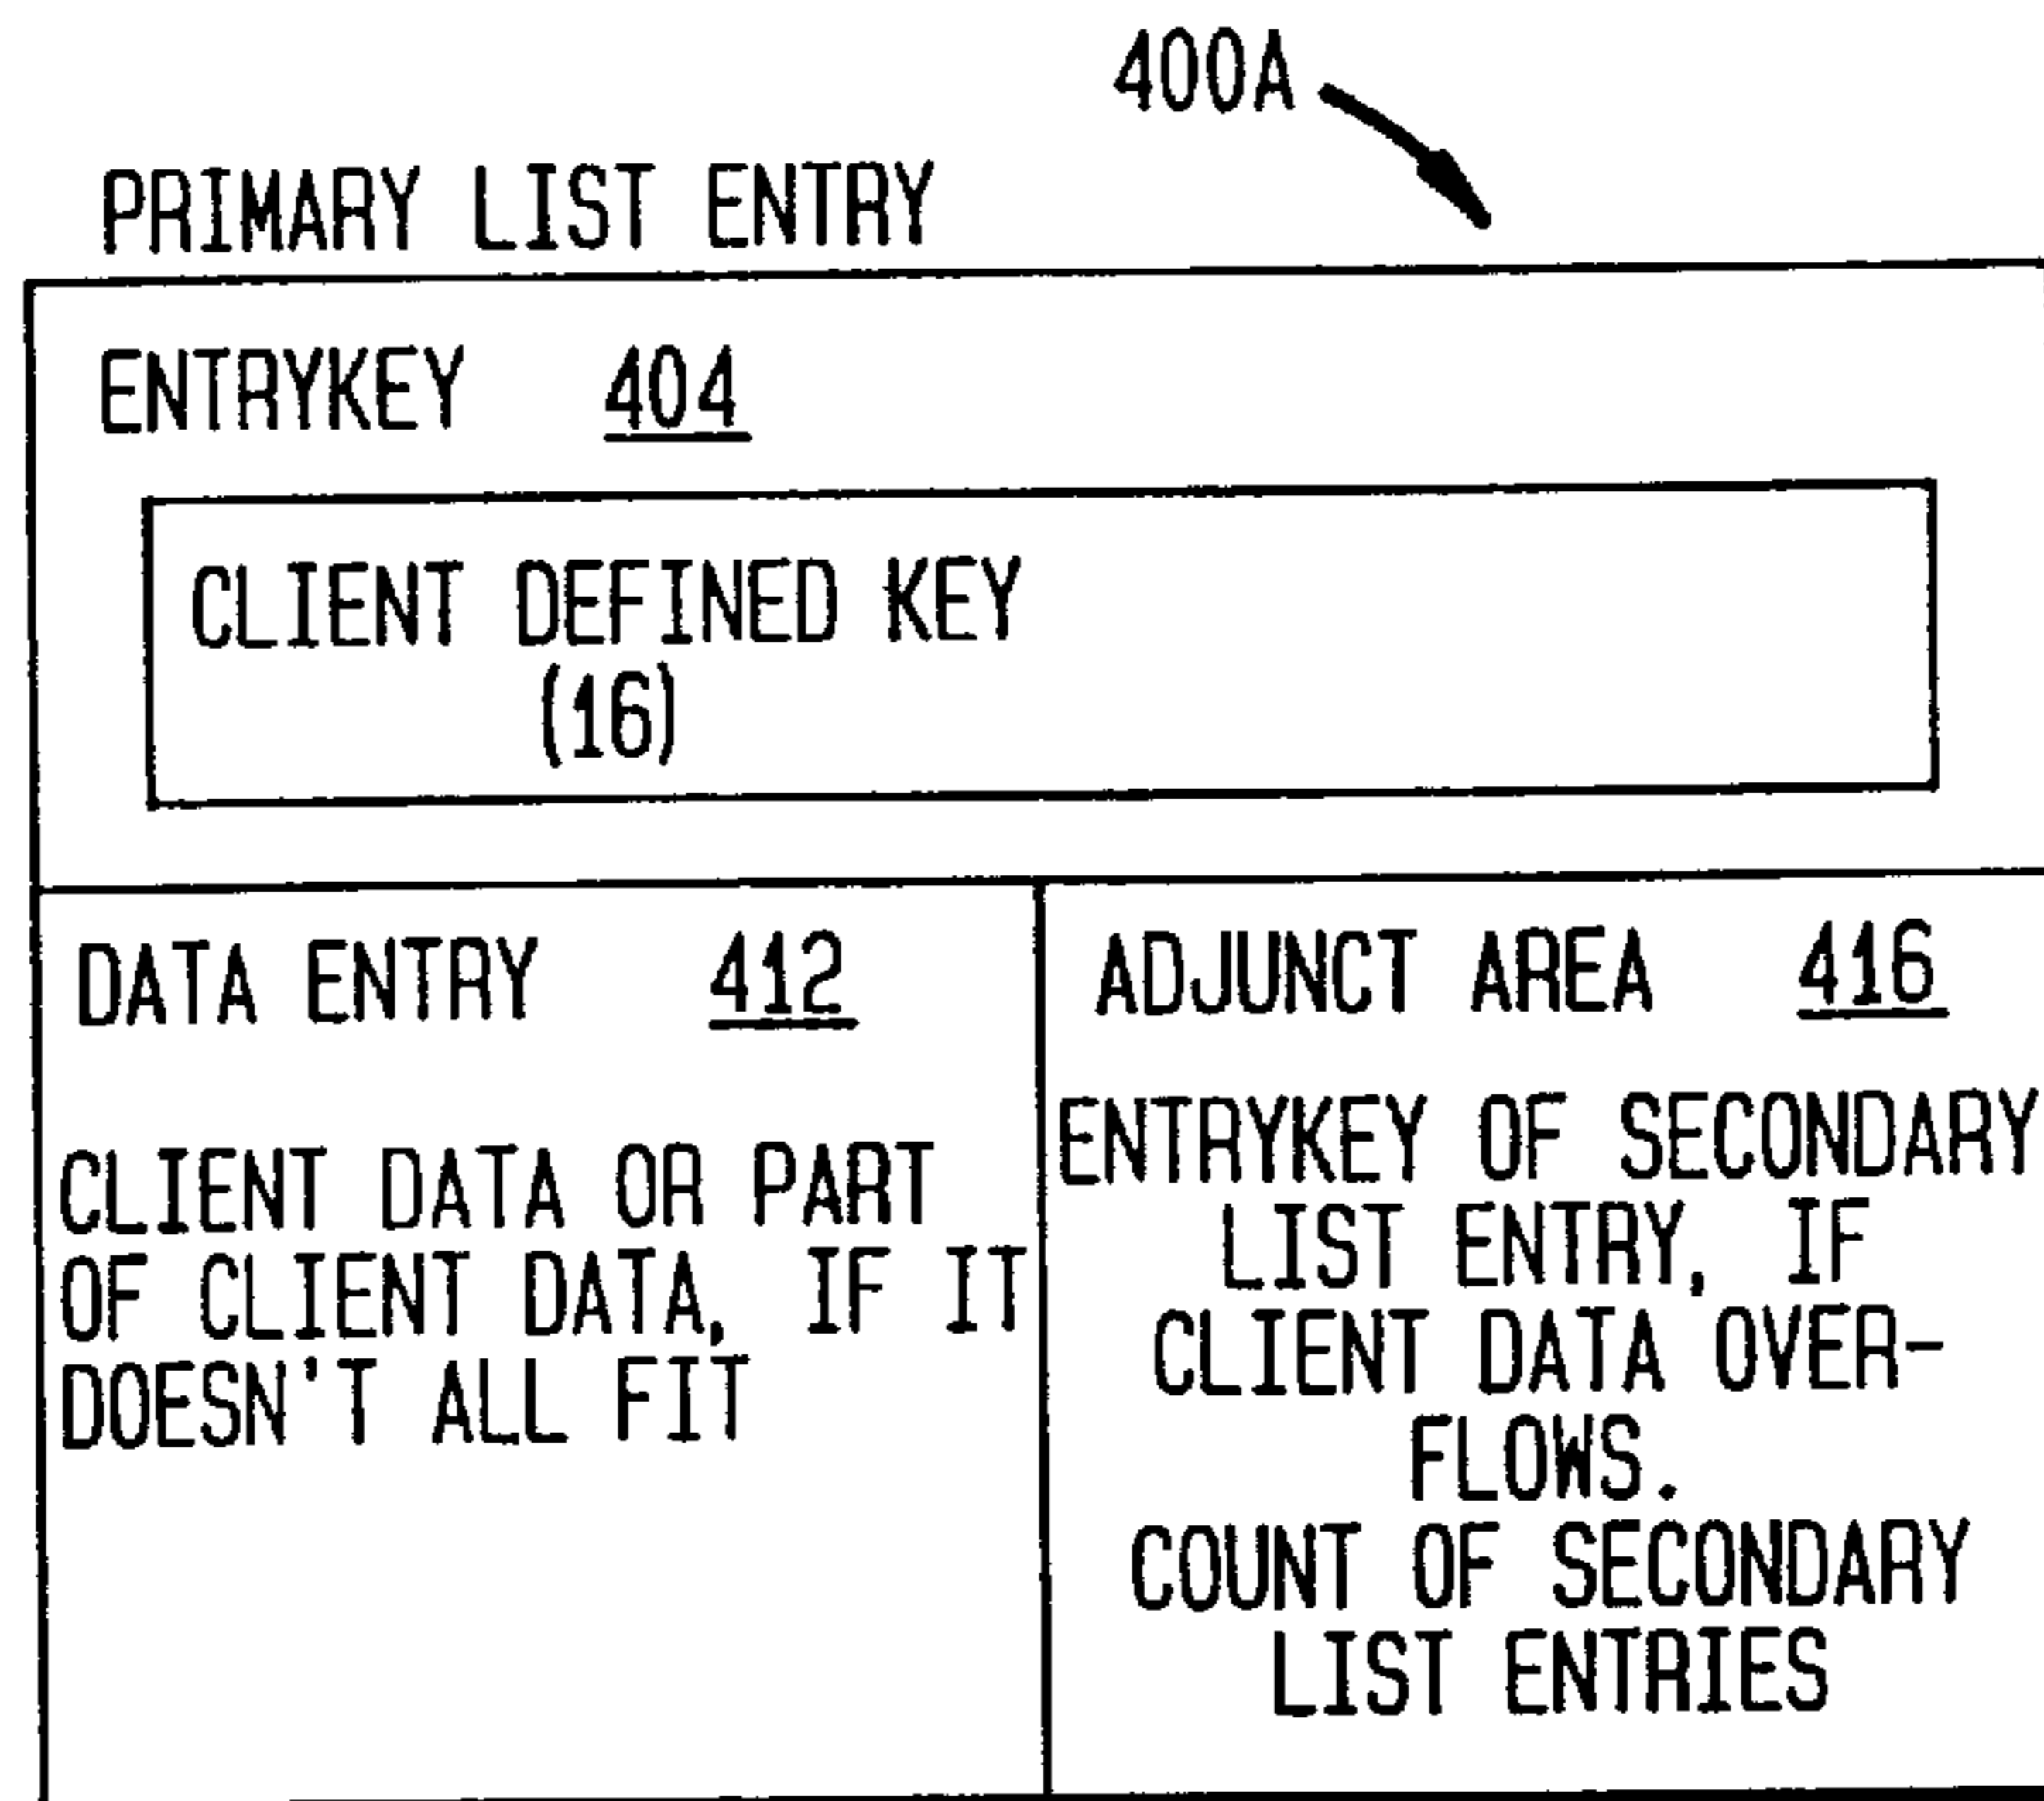 400A
PRIMARY LIST ENTRY
ENTRYKEY 404
CLIENT DEFINED KEY
(16)
DATA ENTRY 412
CLIENT DATA OR PART
OF CLIENT DATA, IF IT
DOESN'T ALL FIT
ADJUNCT AREA 416
ENTRYKEY OF SECONDARY
LIST ENTRY, IF
CLIENT DATA OVER-
FLOWS.
COUNT OF SECONDARY
LIST ENTRIES